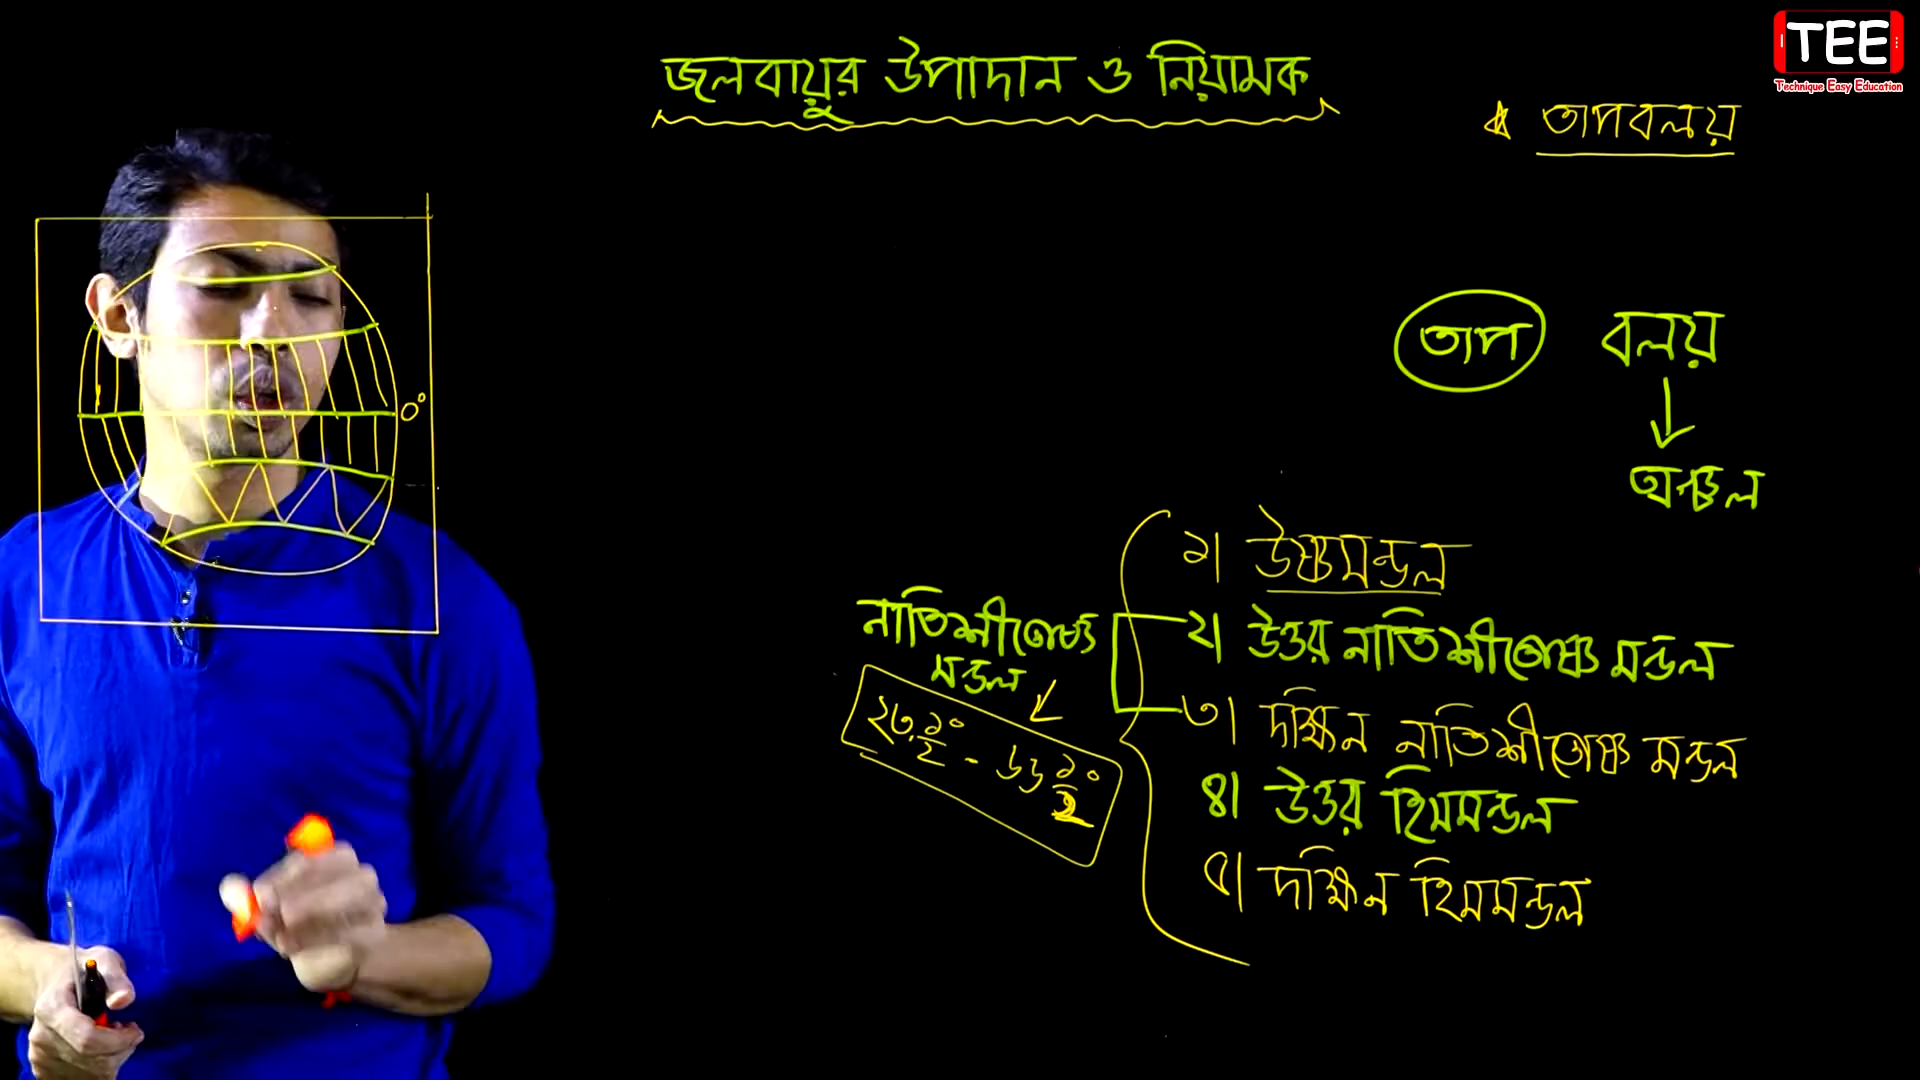 জলবায়ুর উপাদান ও নিয়ামক
TEE
Technique Easy Education
* তাপবলয়
তাপ বলয়
↓
অঞ্চল
0°
১। উষ্ণমন্ডল
২। উত্তর নাতিশীতোষ্ণ মন্ডল
৩। দক্ষিন নাতিশীতোষ্ণ মন্ডল
৪। উত্তর হিমমন্ডল
৫। দক্ষিন হিমমন্ডল
নাতিশীতোষ্ণ
মন্ডল
২৩ ১/২° - ৬৬ ১/২°